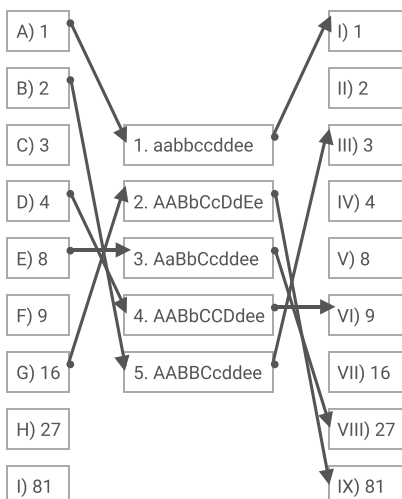 A) 1
B) 2
C) 3
D) 4
E) 8
F) 9
G) 16
H) 27
I) 81
1. aabbccddee
2. AABbCcDdEe
3. AaBbCcddee
4. AABbCCDdee
5. AABBCcddee
I) 1
II) 2
III) 3
IV) 4
V) 8
VI) 9
VII) 16
VIII) 27
IX) 81